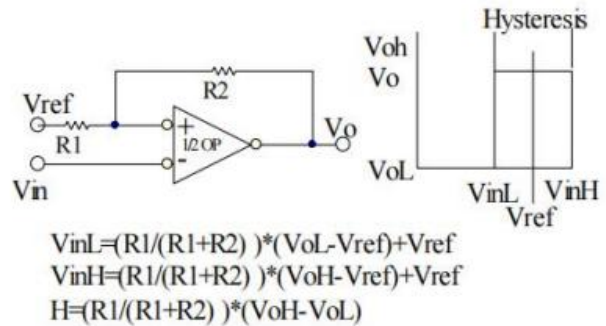 Hysteresis
Voh
Vo
R2
Vref
R1
+
1/2 OP
-
Vo
Vin
VoL
VinL
VinH
Vref
VinL=(R1/(R1+R2) )*(VoL-Vref)+Vref
VinH=(R1/(R1+R2) )*(VoH-Vref)+Vref
H=(R1/(R1+R2) )*(VoH-VoL)